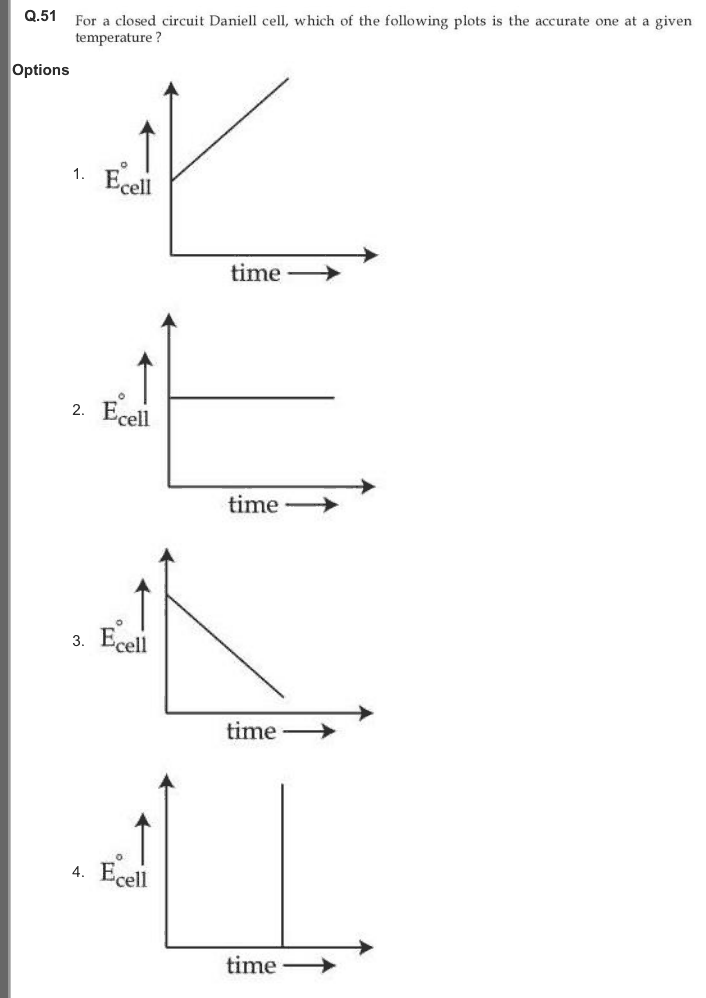 Q.51 For a closed circuit Daniell cell, which of the following plots is the accurate one at a given
temperature ?
Options
1. E°cell
time
2. E°cell
time
3. E°cell
time
4. E°cell
time